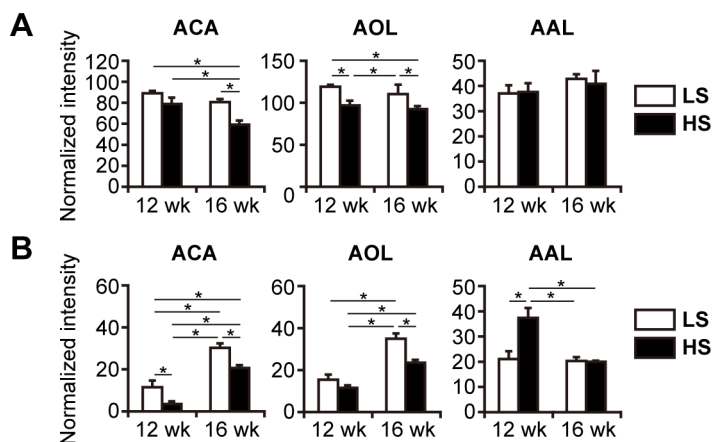 A
ACA
AOL
AAL
Normalized intensity
120
100
80
60
40
20
0
* * *
12 wk
16 wk
150
100
50
0
* * * *
12 wk
16 wk
50
40
30
20
10
0
12 wk
16 wk
LS
HS
B
ACA
AOL
AAL
Normalized intensity
60
40
20
0
* * * * * *
12 wk
16 wk
60
40
20
0
* * * *
12 wk
16 wk
50
40
30
20
10
0
* * *
12 wk
16 wk
LS
HS